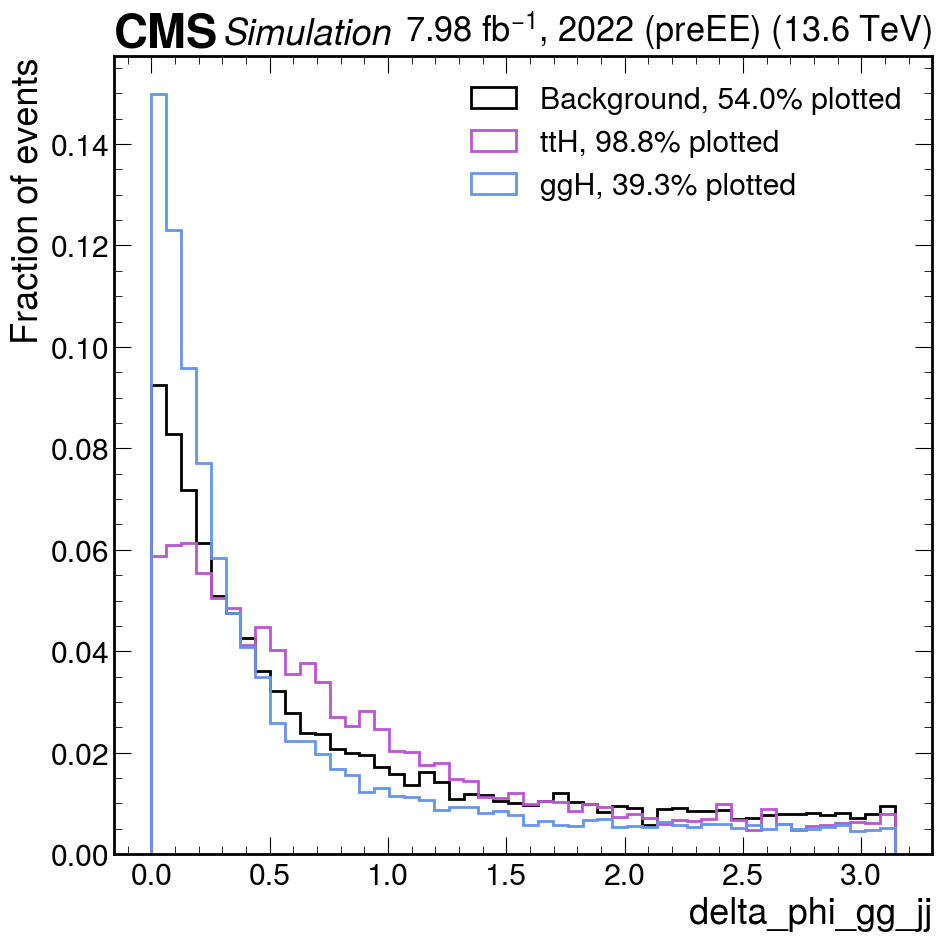 CMS Simulation 7.98 fb⁻¹, 2022 (preEE) (13.6 TeV)
Fraction of events
Background, 54.0% plotted
ttH, 98.8% plotted
ggH, 39.3% plotted
0.14
0.12
0.10
0.08
0.06
0.04
0.02
0.00
0.0 0.5 1.0 1.5 2.0 2.5 3.0
delta_phi_gg_jj